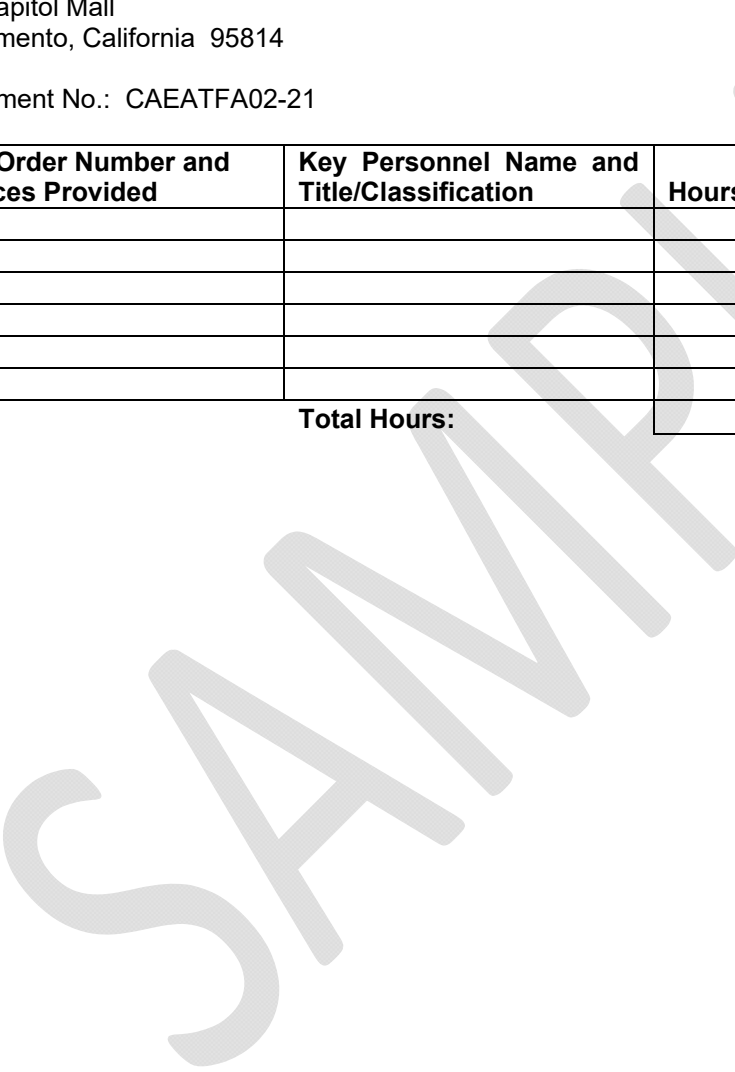 apitol Mall
mento, California 95814
ment No.: CAEATFA02-21
Order Number and Key Personnel Name and
ces Provided Title/Classification Hours
Total Hours:
SAMPL